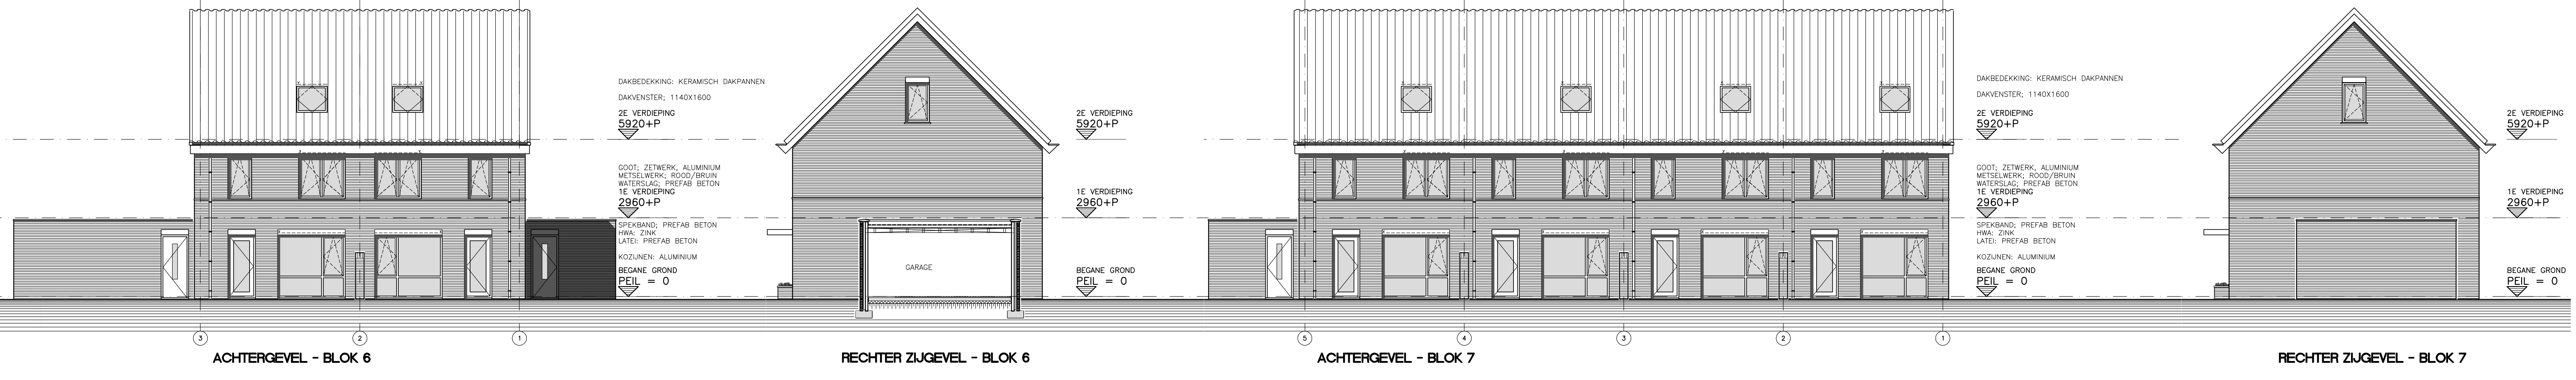 DAKBEDEKKING: KERAMISCH DAKPANNEN
DAKVENSTER; 1140X1600
2E VERDIEPING
5920+P
GOOT; ZETWERK, ALUMINIUM
METSELWERK; ROOD/BRUIN
WATERSLAG; PREFAB BETON
1E VERDIEPING
2960+P
SPEKBAND; PREFAB BETON
HWA: ZINK
LATEI: PREFAB BETON
KOZIJNEN: ALUMINIUM
BEGANE GROND
PEIL = 0
3
2
1
ACHTERGEVEL - BLOK 6
GARAGE
2E VERDIEPING
5920+P
1E VERDIEPING
2960+P
BEGANE GROND
PEIL = 0
RECHTER ZIJGEVEL - BLOK 6
DAKBEDEKKING: KERAMISCH DAKPANNEN
DAKVENSTER; 1140X1600
2E VERDIEPING
5920+P
GOOT; ZETWERK, ALUMINIUM
METSELWERK; ROOD/BRUIN
WATERSLAG; PREFAB BETON
1E VERDIEPING
2960+P
SPEKBAND; PREFAB BETON
HWA: ZINK
LATEI: PREFAB BETON
KOZIJNEN: ALUMINIUM
BEGANE GROND
PEIL = 0
5
4
3
2
1
ACHTERGEVEL - BLOK 7
2E VERDIEPING
5920+P
1E VERDIEPING
2960+P
BEGANE GROND
PEIL = 0
RECHTER ZIJGEVEL - BLOK 7